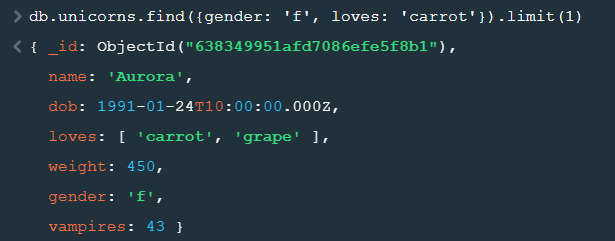 > db.unicorns.find({gender: 'f', loves: 'carrot'}).limit(1)
< { _id: ObjectId("638349951afd7086efe5f8b1"),
name: 'Aurora',
dob: 1991-01-24T10:00:00.000Z,
loves: [ 'carrot', 'grape' ],
weight: 450,
gender: 'f',
vampires: 43 }